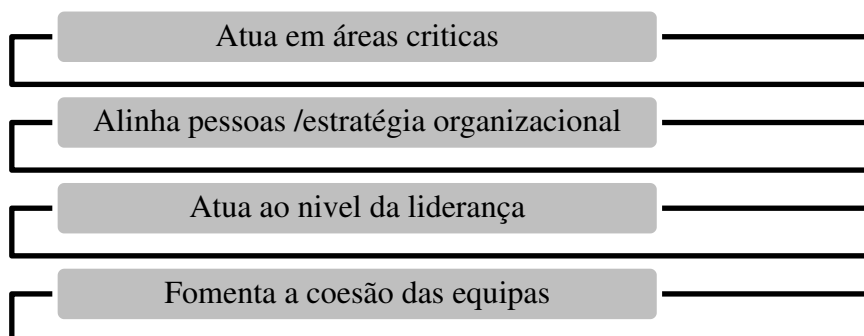 Atua em áreas criticas
Alinha pessoas /estratégia organizacional
Atua ao nivel da liderança
Fomenta a coesão das equipas